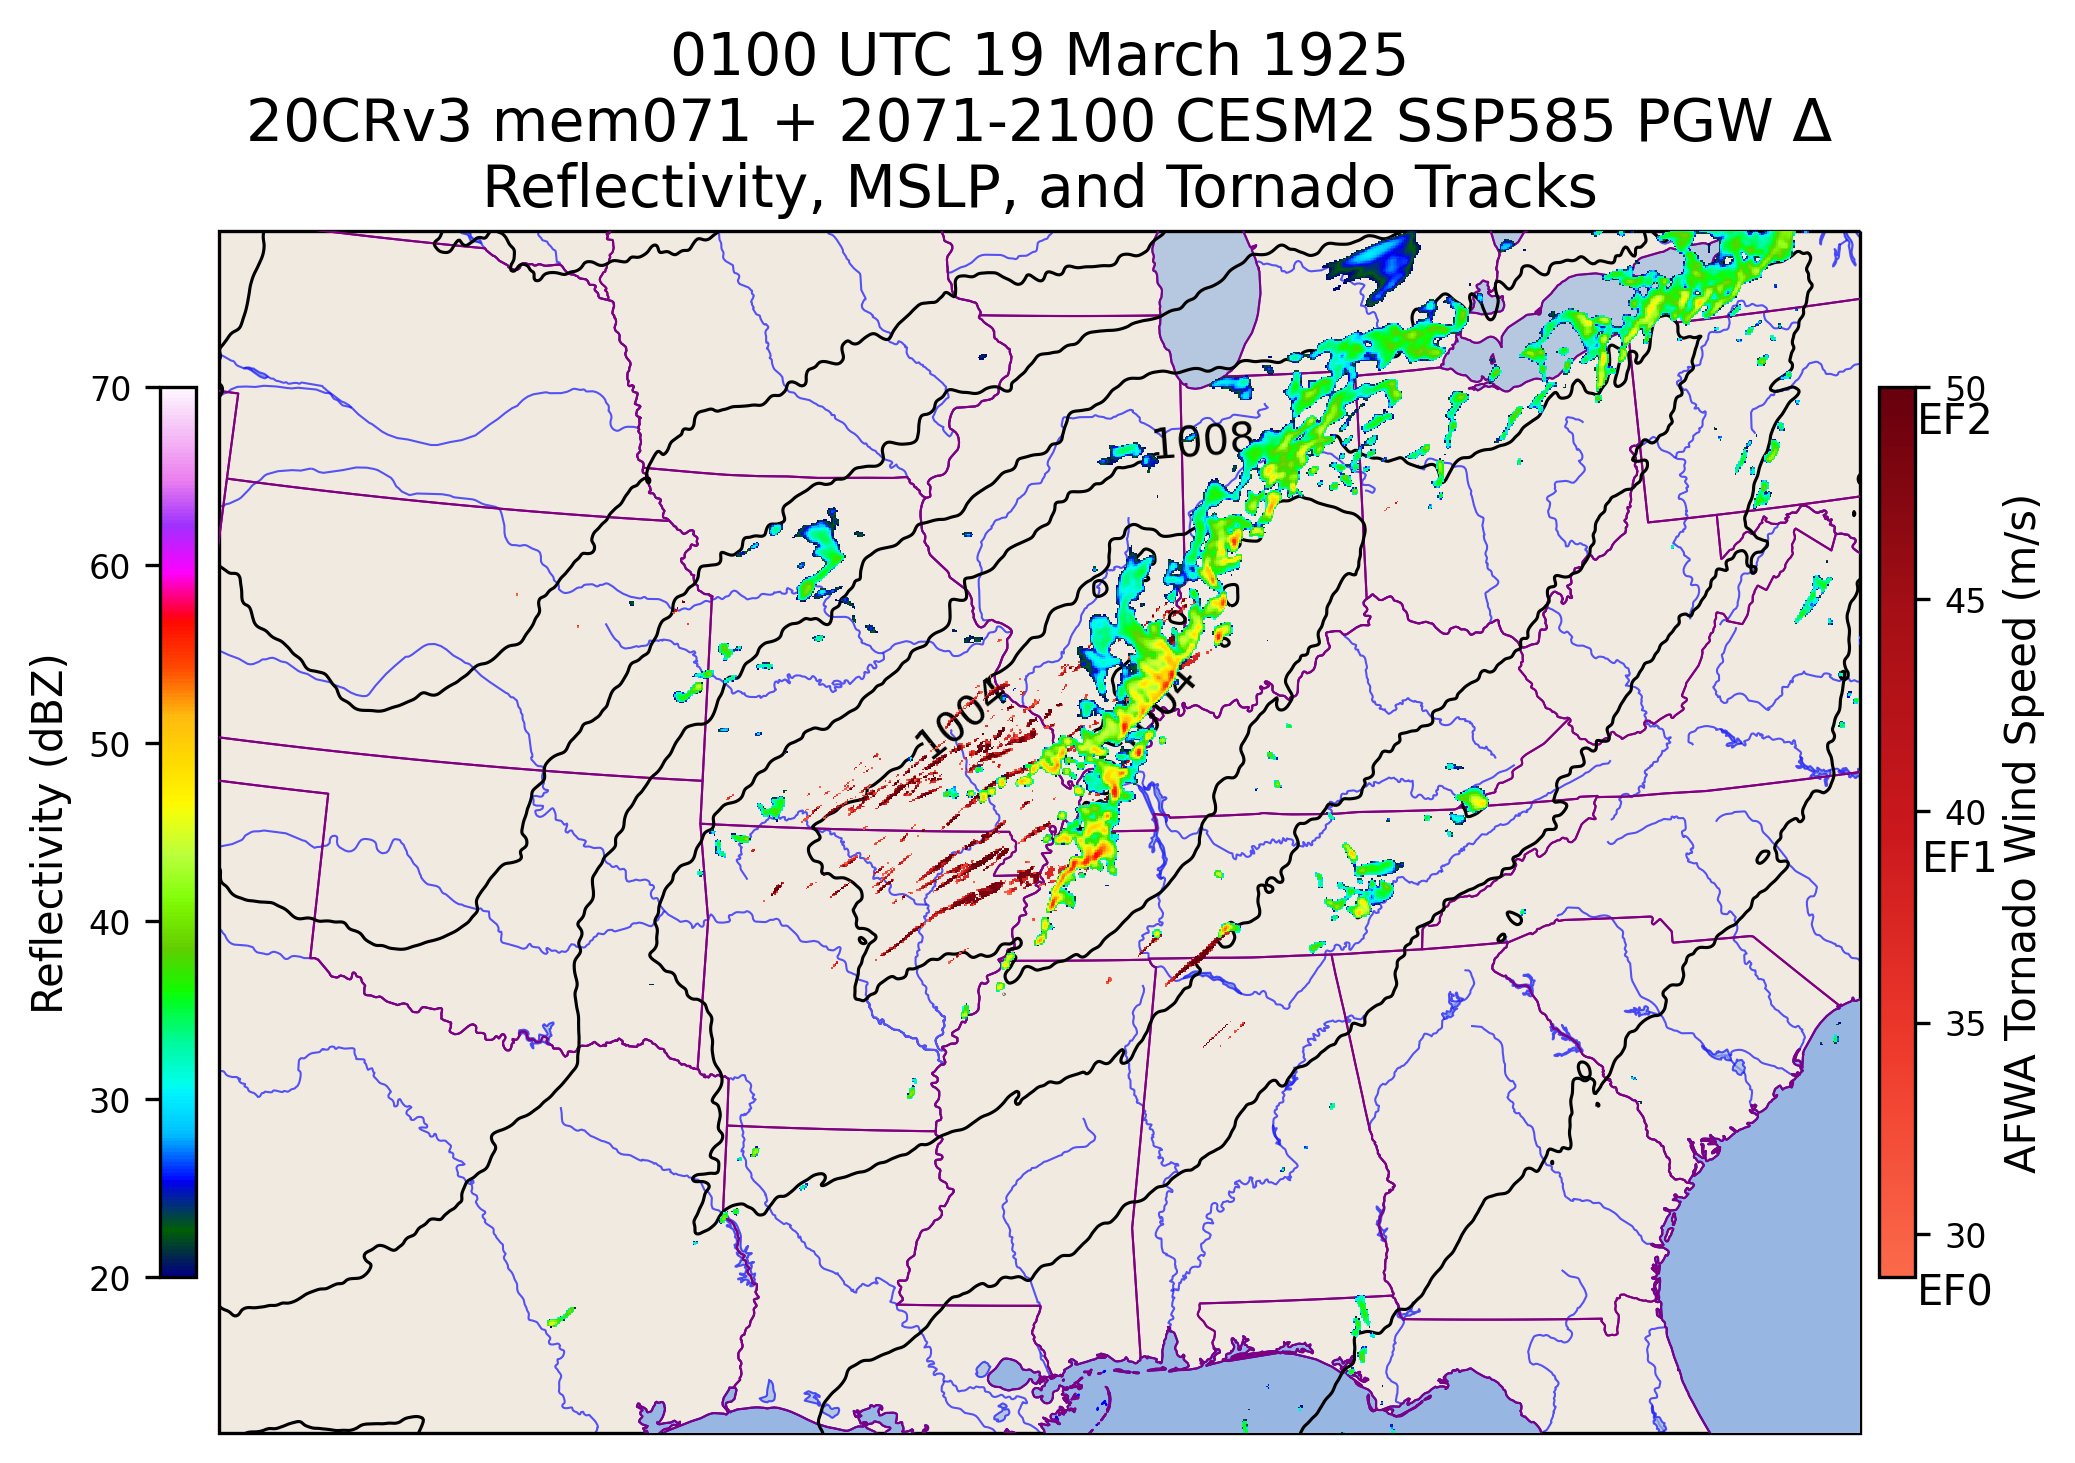 0100 UTC 19 March 1925
20CRv3 mem071 + 2071-2100 CESM2 SSP585 PGW Δ
Reflectivity, MSLP, and Tornado Tracks
70
60
50
40
30
20
Reflectivity (dBZ)
1008
1004
1004
50
EF2
45
40
EF1
35
30
EF0
AFWA Tornado Wind Speed (m/s)